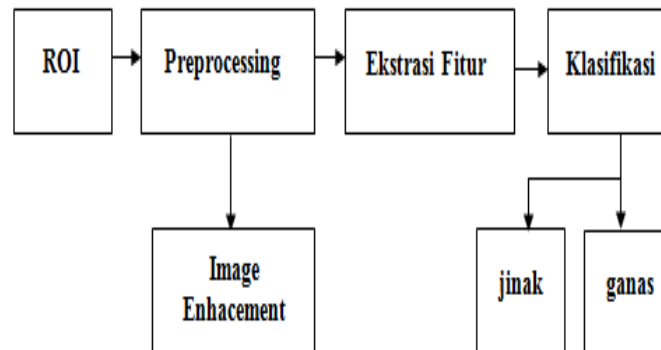 ROI
Preprocessing
Ekstrasi Fitur
Klasifikasi
Image
Enhacement
jinak
ganas